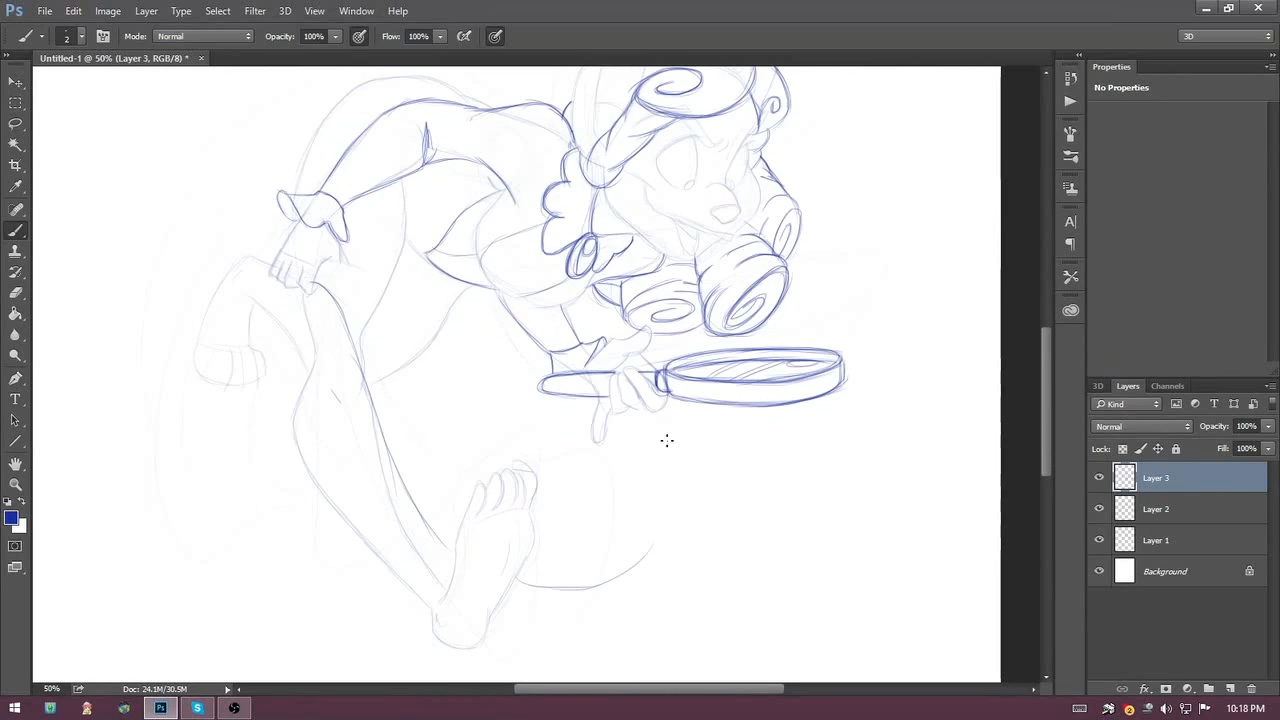 Ps File Edit Image Layer Type Select Filter 3D View Window Help
2 Mode: Normal Opacity: 100% Flow: 100% 3D
Untitled-1 @ 50% (Layer 3, RGB/8) * x
Properties
No Properties
3D Layers Channels
Kind
Normal Opacity: 100%
Lock: Fill: 100%
Layer 3
Layer 2
Layer 1
Background
50% Doc: 24.1M/30.5M
10:18 PM